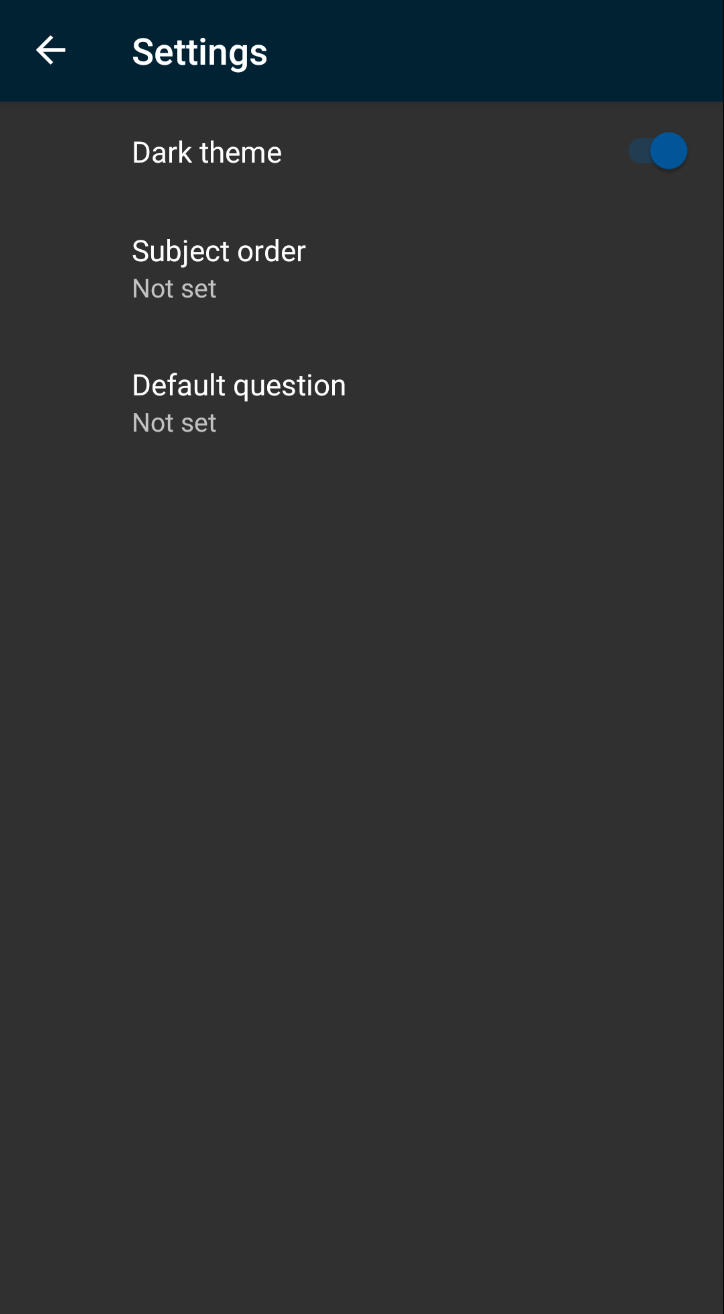 Settings
Dark theme
Subject order
Not set
Default question
Not set